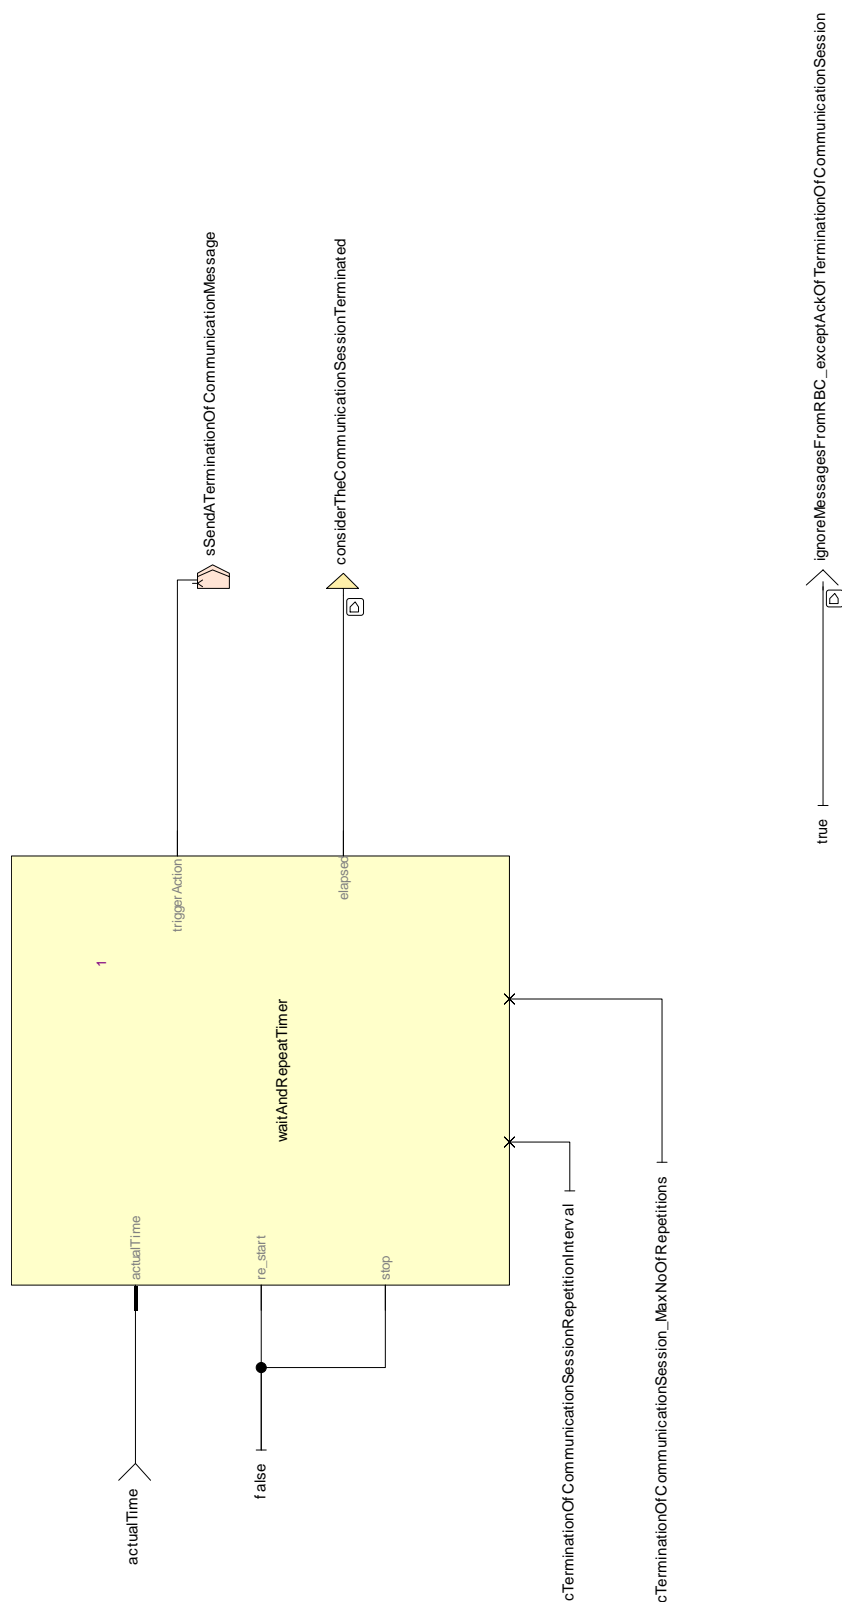 sSendATerminationOfCommunicationMessage
considerTheCommunicationSessionTerminated
ignoreMessagesFromRBC_exceptAckOfTerminationOfCommunicationSession
true
triggerAction
elapsed
1
waitAndRepeatTimer
actualTime
re_start
stop
actualTime
false
cTerminationOfCommunicationSessionRepetitionInterval
cTerminationOfCommunicationSession_MaxNoOfRepetitions